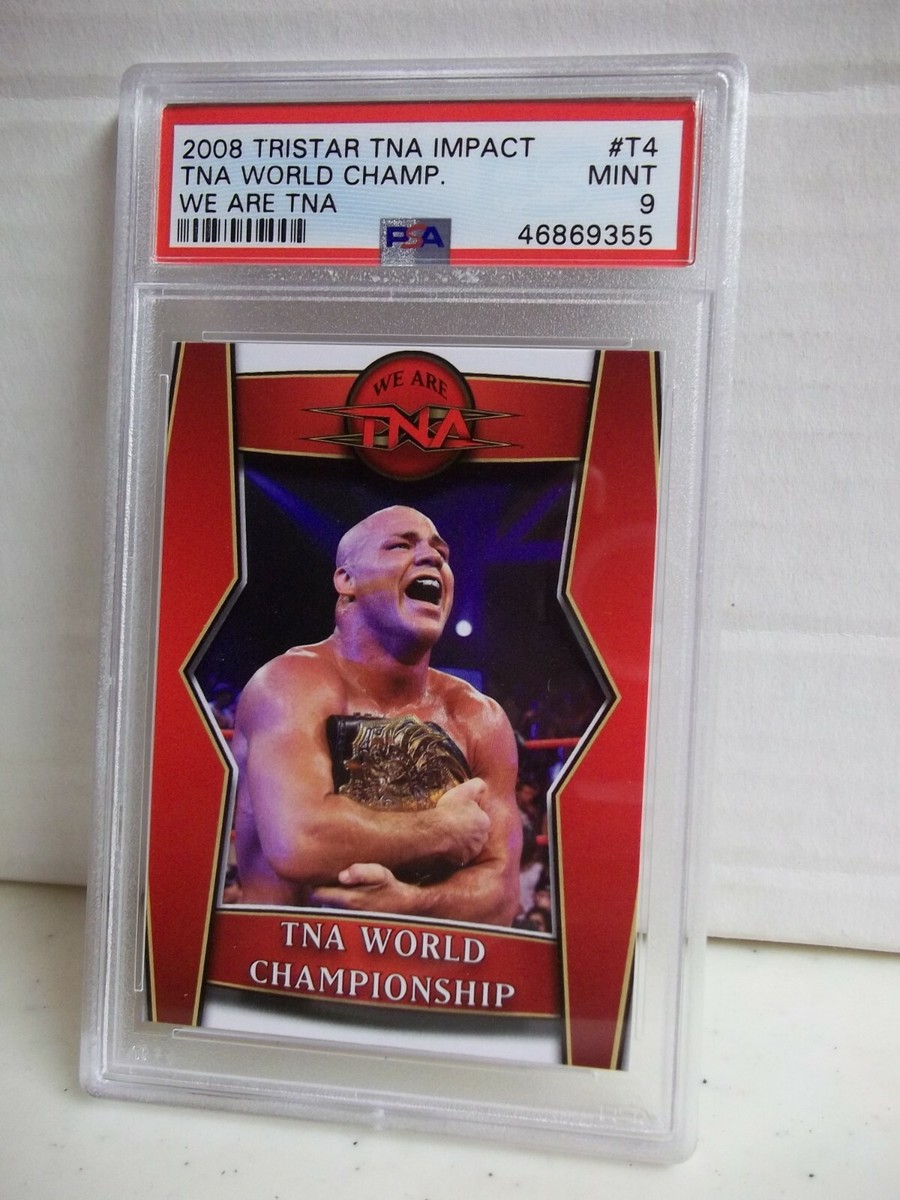 2008 TRISTAR TNA IMPACT #T4
TNA WORLD CHAMP. MINT
WE ARE TNA 9
PSA 46869355
WE ARE
TNA
TNA WORLD
CHAMPIONSHIP